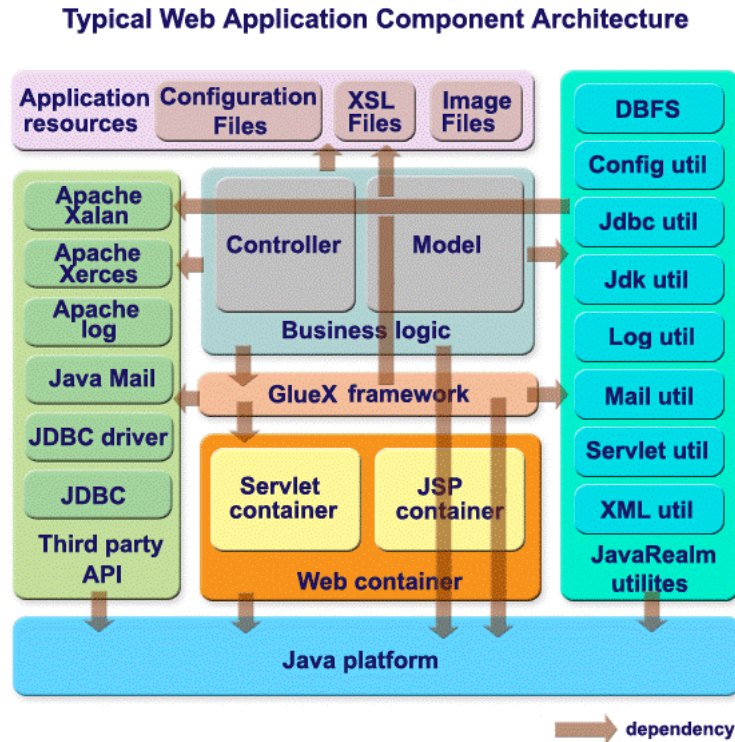 Typical Web Application Component Architecture
Application
resources
Configuration
Files
XSL
Files
Image
Files
Apache
Xalan
Apache
Xerces
Apache
log
Java Mail
JDBC driver
JDBC
Third party
API
Controller
Model
Business logic
GlueX framework
Servlet
container
JSP
container
Web container
DBFS
Config util
Jdbc util
Jdk util
Log util
Mail util
Servlet util
XML util
JavaRealm
utilites
Java platform
dependency